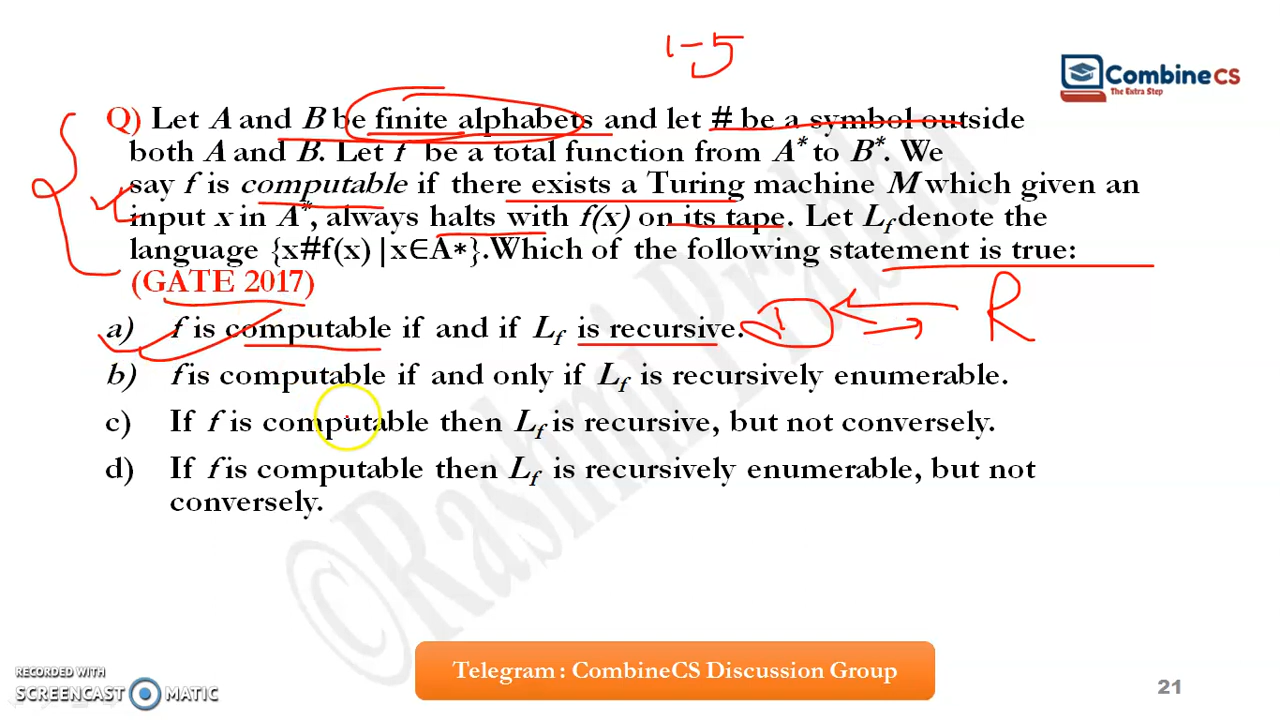 1-5
CombineCS
The Extra Step
Q) Let A and B be finite alphabets and let # be a symbol outside
both A and B. Let f be a total function from A* to B*. We
say f is computable if there exists a Turing machine M which given an
input x in A*, always halts with f(x) on its tape. Let Lf denote the
language {x#f(x)|x∈A∗}.Which of the following statement is true:
(GATE 2017)
a) f is computable if and if Lf is recursive.
R
b) f is computable if and only if Lf is recursively enumerable.
c) If f is computable then Lf is recursive, but not conversely.
d) If f is computable then Lf is recursively enumerable, but not
conversely.
©Rashmi Prabha
Telegram : CombineCS Discussion Group
RECORDED WITH
SCREENCAST MATIC
21